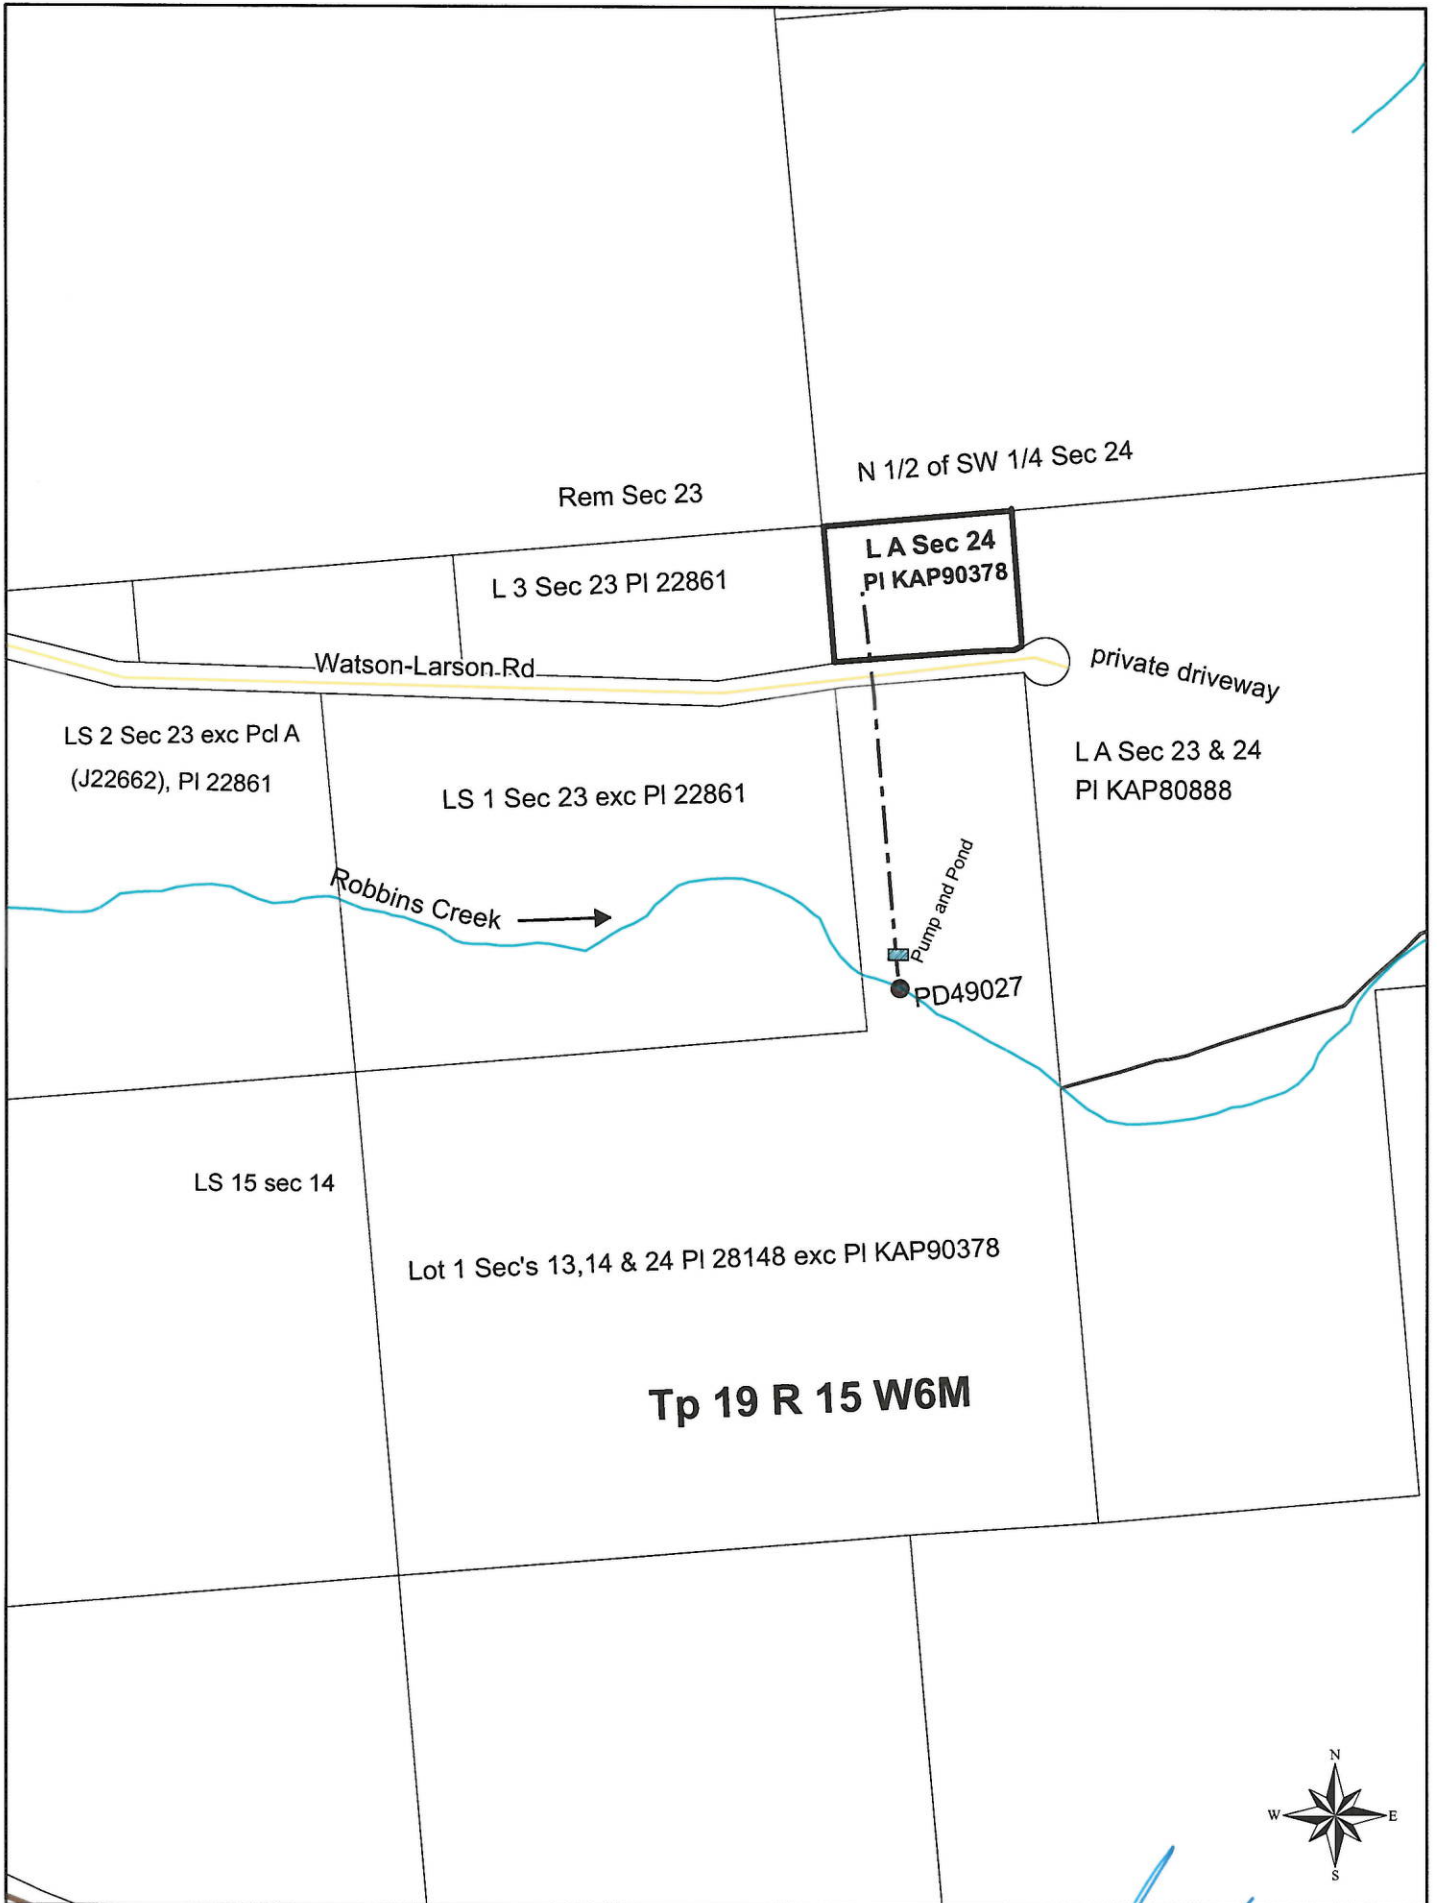 N 1/2 of SW 1/4 Sec 24
Rem Sec 23
L A Sec 24
Pl KAP90378
L 3 Sec 23 Pl 22861
Watson-Larson Rd
private driveway
LS 2 Sec 23 exc Pcl A
(J22662), Pl 22861
L A Sec 23 & 24
Pl KAP80888
LS 1 Sec 23 exc Pl 22861
Robbins Creek
Pump and Pond
PD49027
LS 15 sec 14
Lot 1 Sec's 13,14 & 24 Pl 28148 exc Pl KAP90378
Tp 19 R 15 W6M
N
W E
S